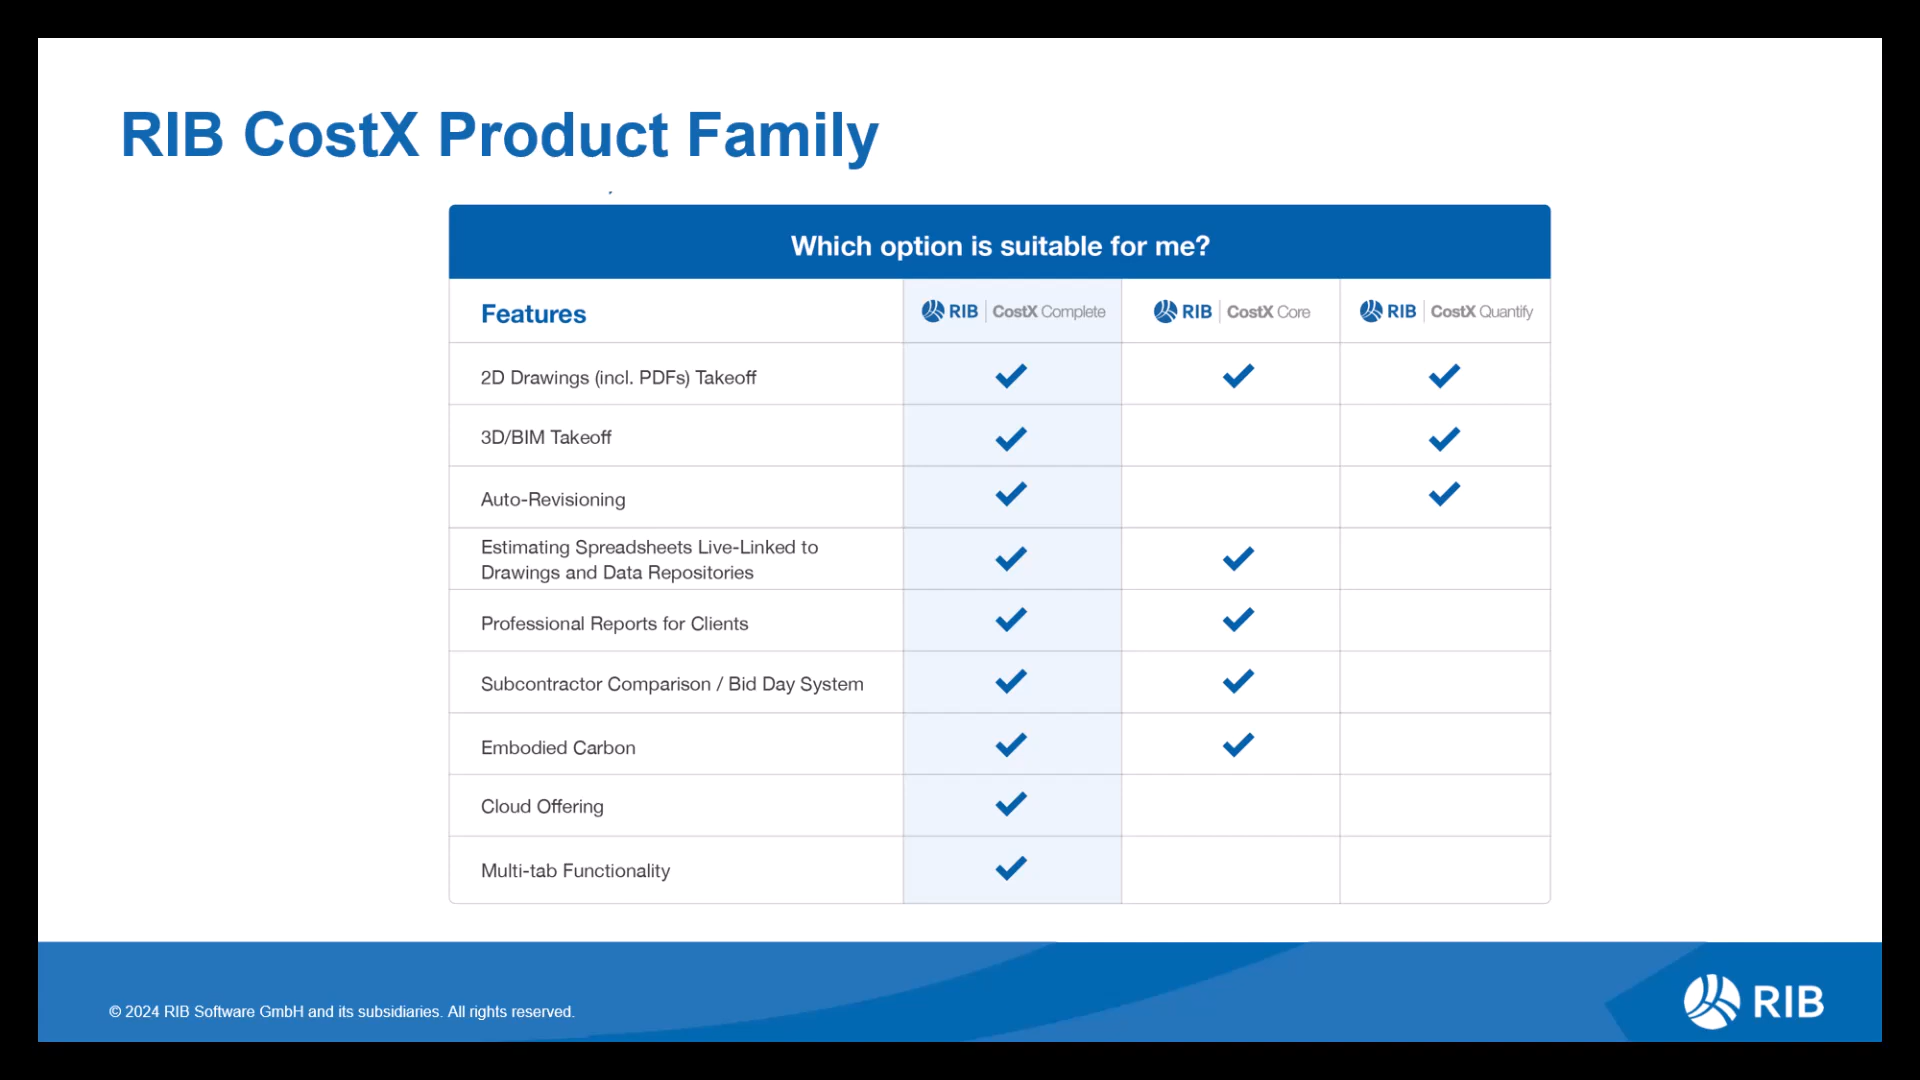 RIB CostX Product Family
Which option is suitable for me?
Features
RIB | CostX Complete
RIB | CostX Core
RIB | CostX Quantify
2D Drawings (incl. PDFs) Takeoff
3D/BIM Takeoff
Auto-Revisioning
Estimating Spreadsheets Live-Linked to
Drawings and Data Repositories
Professional Reports for Clients
Subcontractor Comparison / Bid Day System
Embodied Carbon
Cloud Offering
Multi-tab Functionality
© 2024 RIB Software GmbH and its subsidiaries. All rights reserved.
RIB